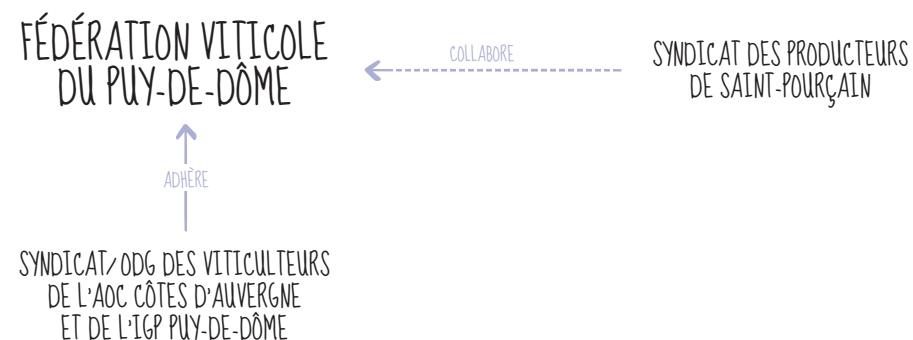 FÉDÉRATION VITICOLE
DU PUY-DE-DÔME
COLLABORE
SYNDICAT DES PRODUCTEURS
DE SAINT-POURÇAIN
ADHÈRE
SYNDICAT/ODG DES VITICULTEURS
DE L'AOC CÔTES D'AUVERGNE
ET DE L'IGP PUY-DE-DÔME